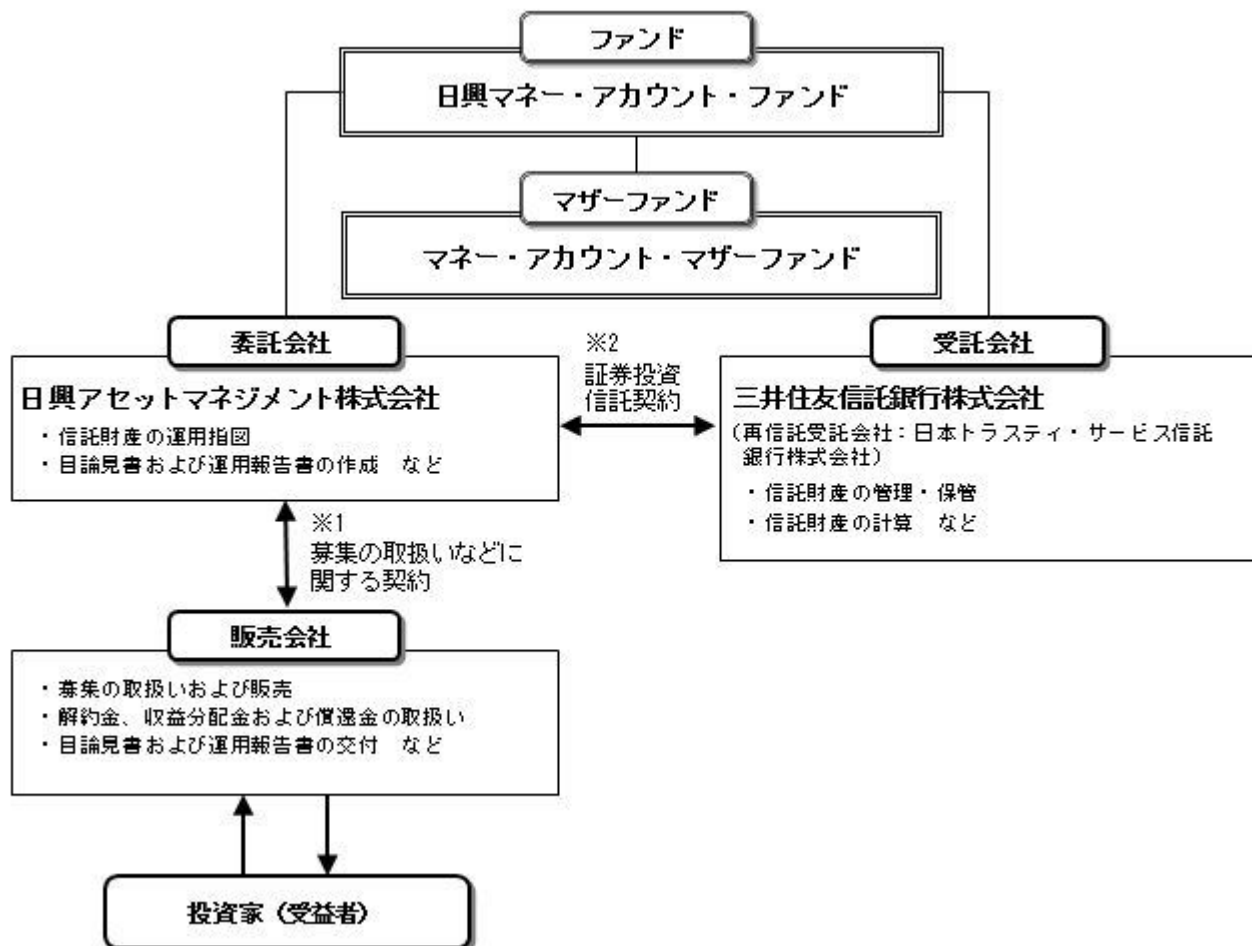 ファンド
日興マネー・アカウント・ファンド
マザーファンド
マネー・アカウント・マザーファンド
委託会社
日興アセットマネジメント株式会社
・信託財産の運用指図
・目論見書および運用報告書の作成　など
※2
証券投資
信託契約
受託会社
三井住友信託銀行株式会社
（再信託受託会社：日本トラスティ・サービス信託
銀行株式会社）
・信託財産の管理・保管
・信託財産の計算　など
※1
募集の取扱いなどに
関する契約
販売会社
・募集の取扱いおよび販売
・解約金、収益分配金および償還金の取扱い
・目論見書および運用報告書の交付　など
投資家（受益者）